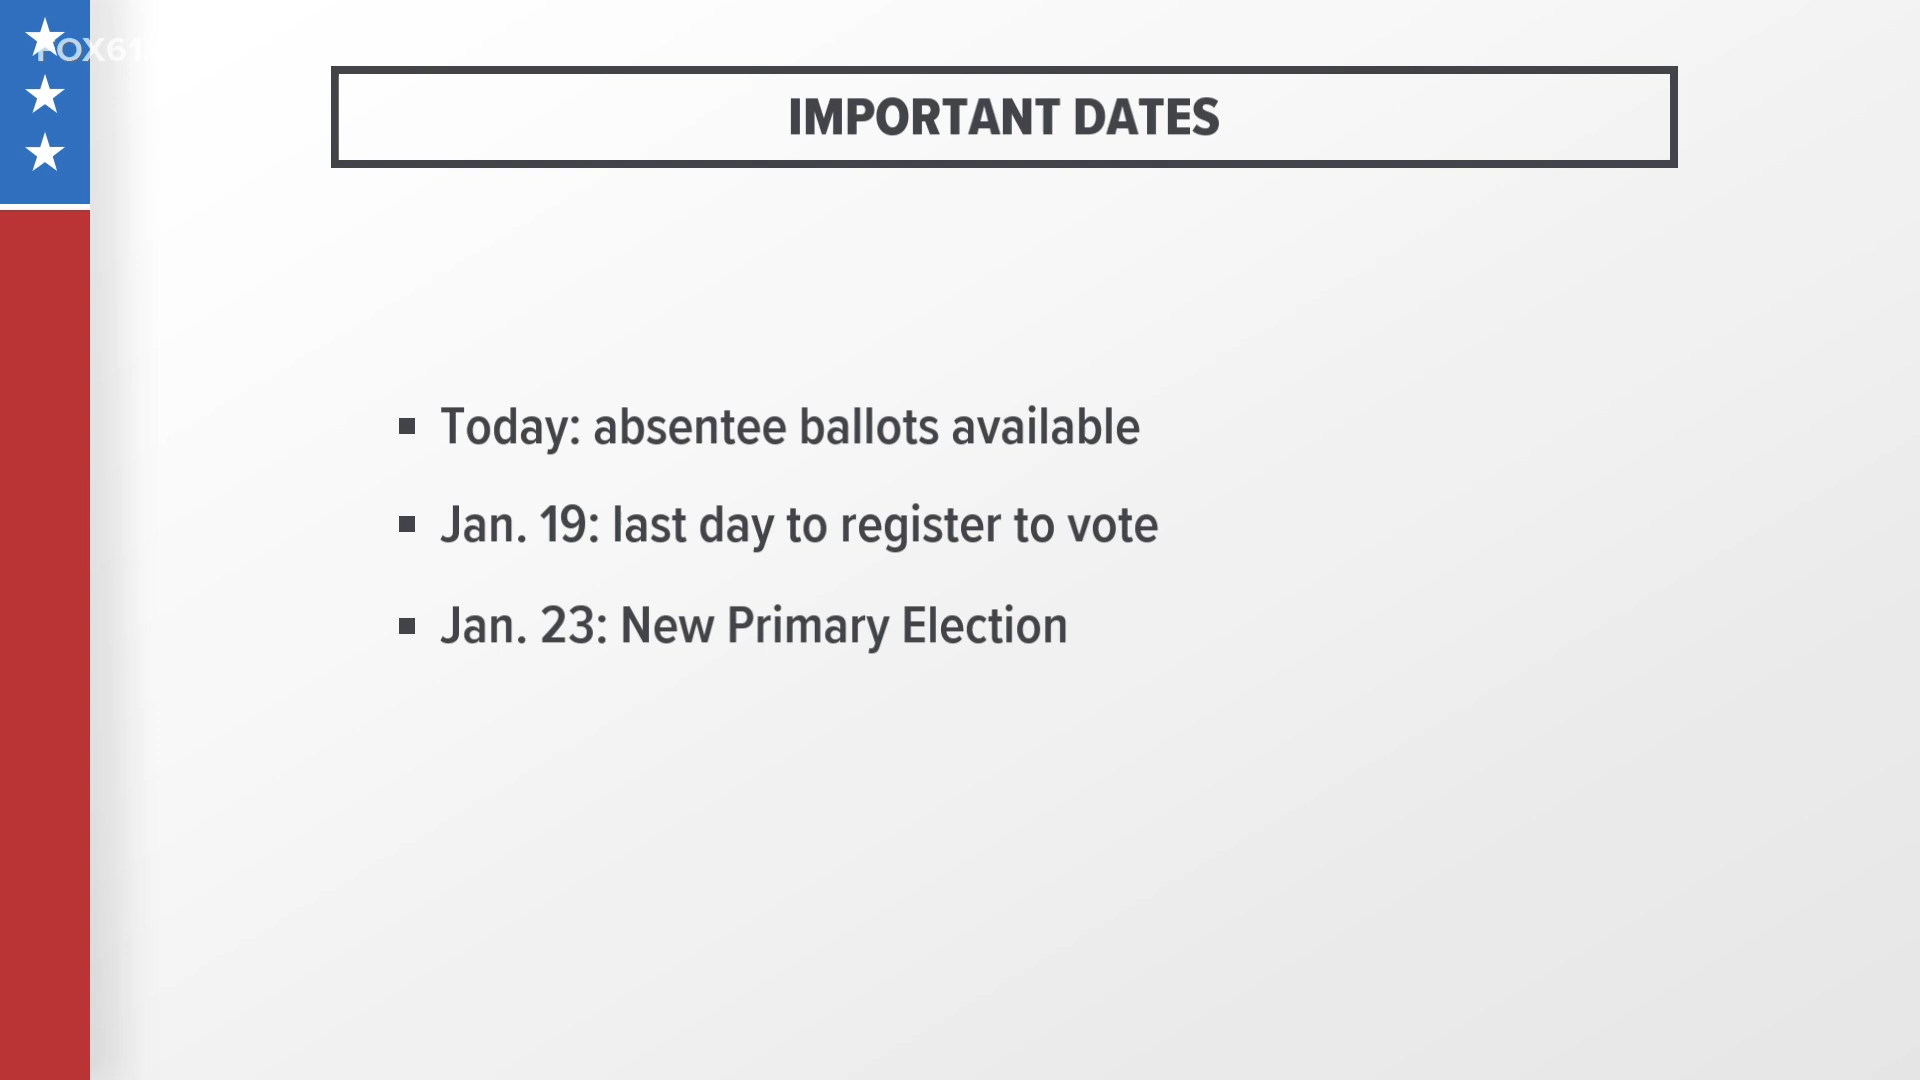 FOX61
IMPORTANT DATES
Today: absentee ballots available
Jan. 19: last day to register to vote
Jan. 23: New Primary Election